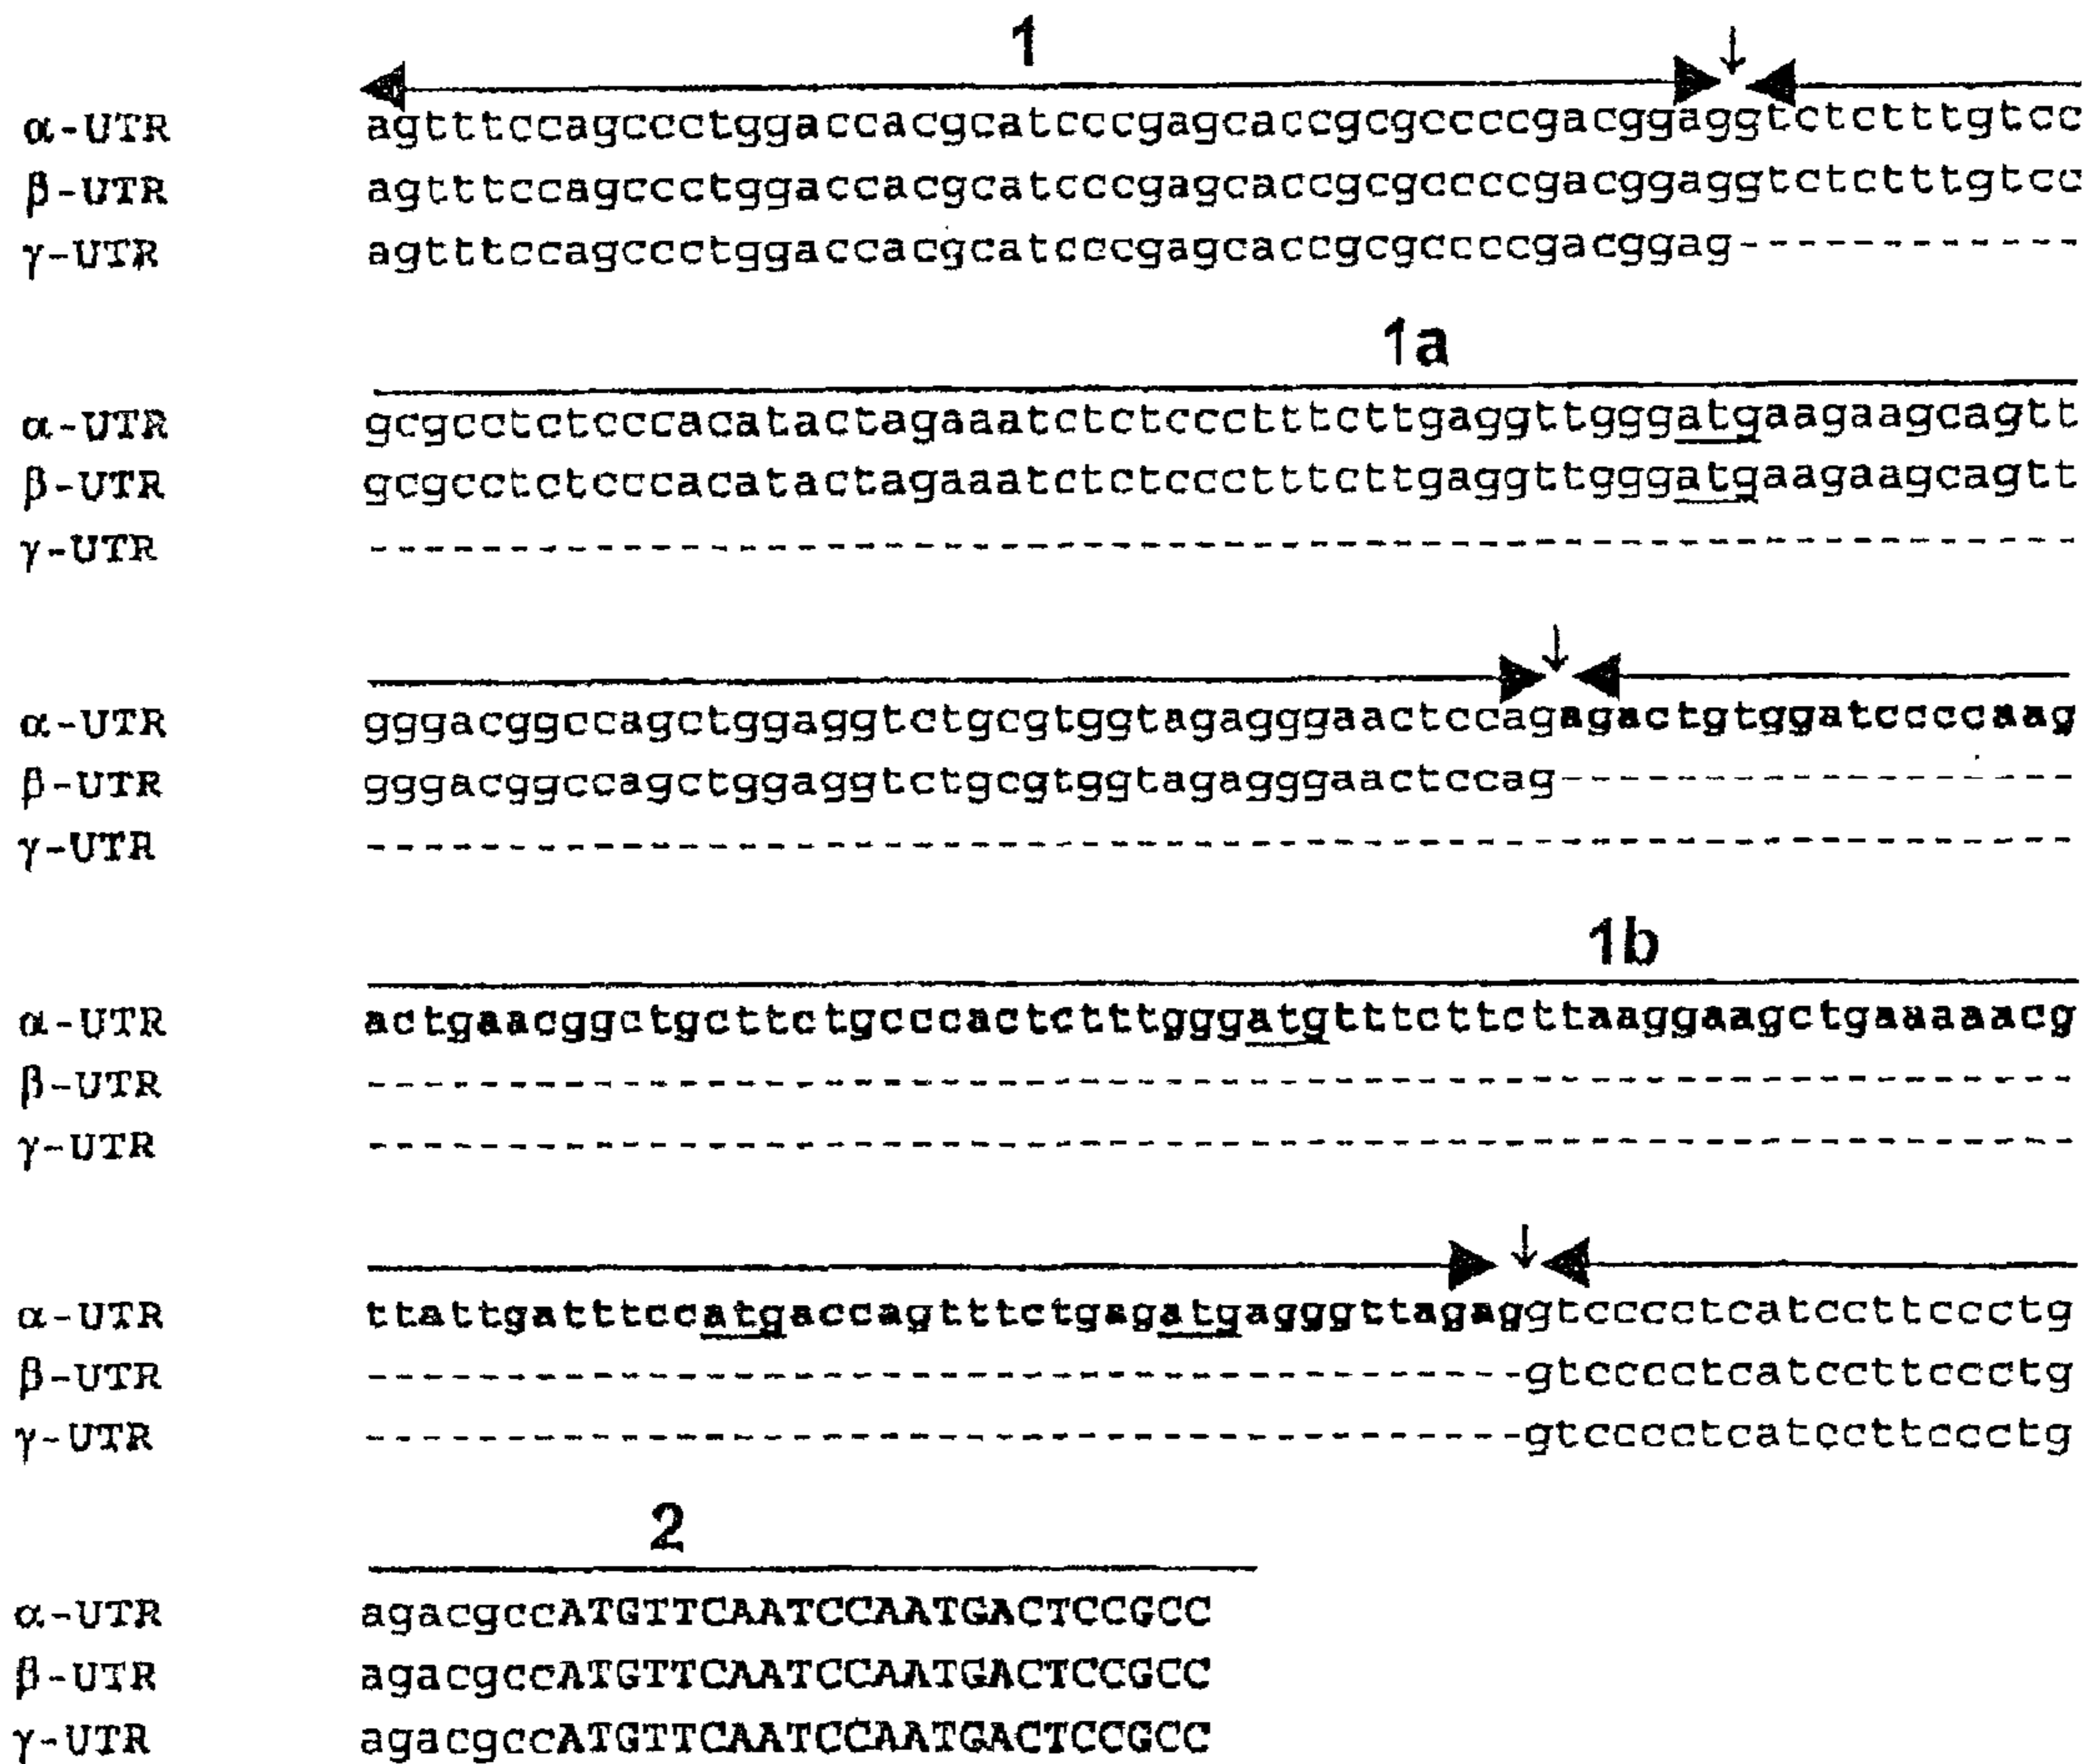 1
↓
α-UTR agtttccagccctggaccacgcatcccgagcaccgcgccccgacggaggtctctttgtcc
β-UTR agtttccagccctggaccacgcatcccgagcaccgcgccccgacggaggtctctttgtcc
γ-UTR agtttccagccctggaccacgcatcccgagcaccgcgccccgacggag------------
1a
α-UTR gcgcctctcccacatactagaaatctctccctttcttgaggttgggatgaagaagcagtt
β-UTR gcgcctctcccacatactagaaatctctccctttcttgaggttgggatgaagaagcagtt
γ-UTR ------------------------------------------------------------
↓
α-UTR gggacggccagctggaggtctgcgtggtagagggaactccagagactgtggatccccaag
β-UTR gggacggccagctggaggtctgcgtggtagagggaactccag------------------
γ-UTR ------------------------------------------------------------
1b
α-UTR actgaacggctgcttctgcccactctttgggatgtttcttcttaaggaagctgaaaaacg
β-UTR ------------------------------------------------------------
γ-UTR ------------------------------------------------------------
↓
α-UTR ttattgatttccatgaccagtttctgagatgagggttagaggtcccctcatccttccctg
β-UTR -----------------------------------------gtcccctcatccttccctg
γ-UTR -----------------------------------------gtcccctcatccttccctg
2
α-UTR agacgccATGTTCAATCCAATGACTCCGCC
β-UTR agacgccATGTTCAATCCAATGACTCCGCC
γ-UTR agacgccATGTTCAATCCAATGACTCCGCC